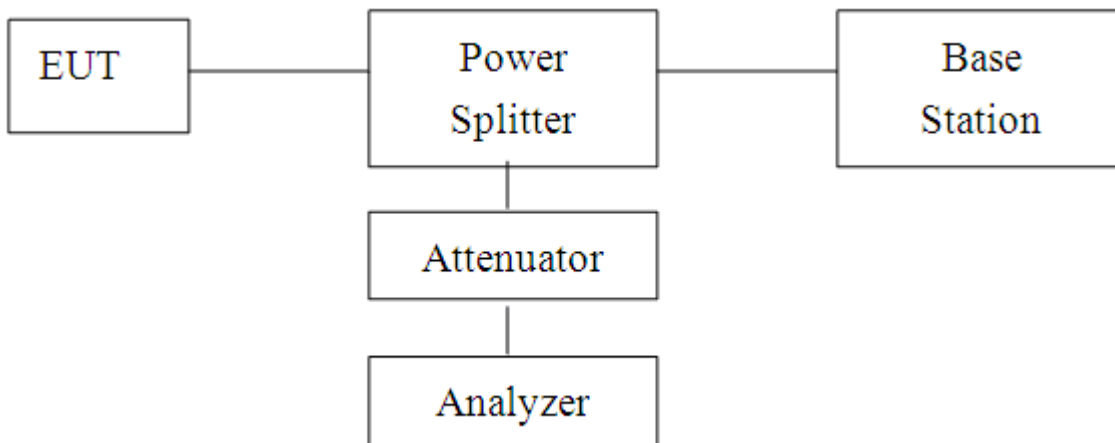 EUT
Power
Splitter
Base
Station
Attenuator
Analyzer